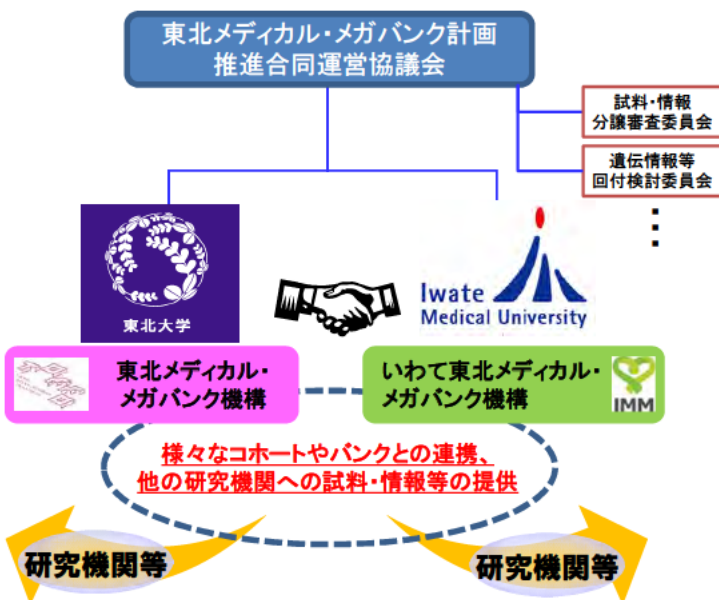 東北メディカル・メガバンク計画
推進合同運営協議会
試料・情報
分譲審査委員会
遺伝情報等
回付検討委員会
東北大学
Iwate
Medical University
東北メディカル・
メガバンク機構
いわて東北メディカル・
メガバンク機構
IMM
様々なコホートやバンクとの連携、
他の研究機関への試料・情報等の提供
研究機関等
研究機関等